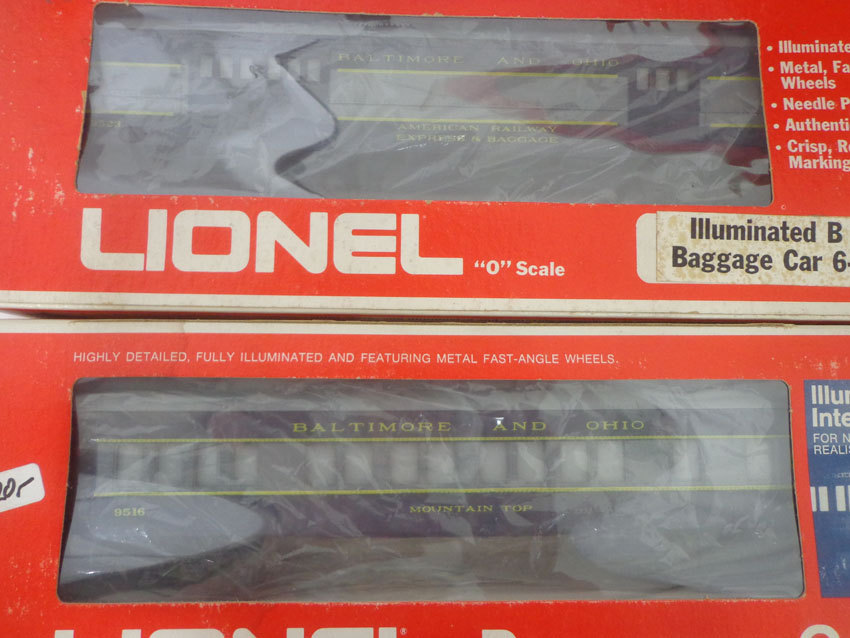 BALTIMORE AND OHIO
AMERICAN RAILWAY
EXPRESS & BAGGAGE
• Illuminate
• Metal, Fa
Wheels
• Needle P
• Authenti
• Crisp, R
Marking
LIONEL
"O" Scale
Illuminated B
Baggage Car 6-
HIGHLY DETAILED, FULLY ILLUMINATED AND FEATURING METAL FAST-ANGLE WHEELS.
BALTIMORE AND OHIO
9516
MOUNTAIN TOP
Illu
Inte
FOR N
REALIS
LIONEL®